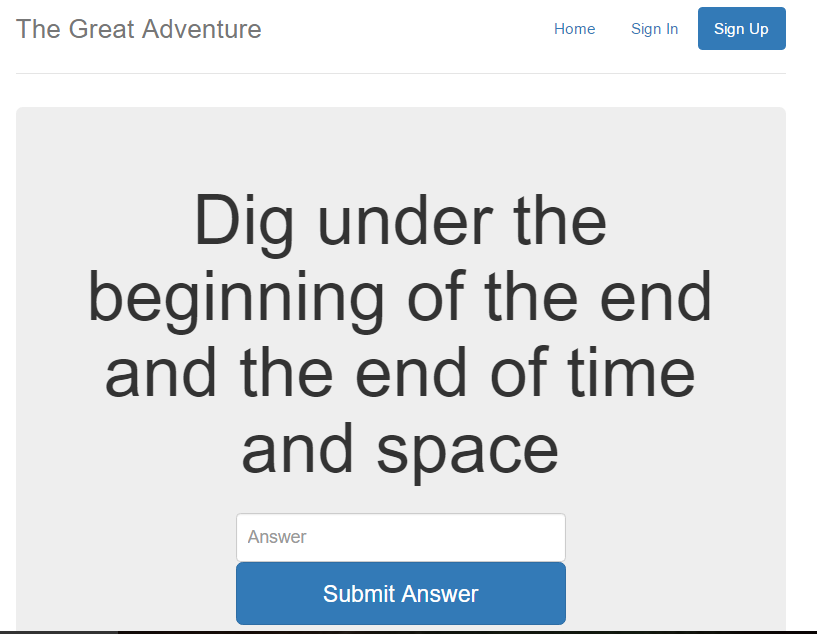 The Great Adventure
Home
Sign In
Sign Up
Dig under the
beginning of the end
and the end of time
and space
Answer
Submit Answer